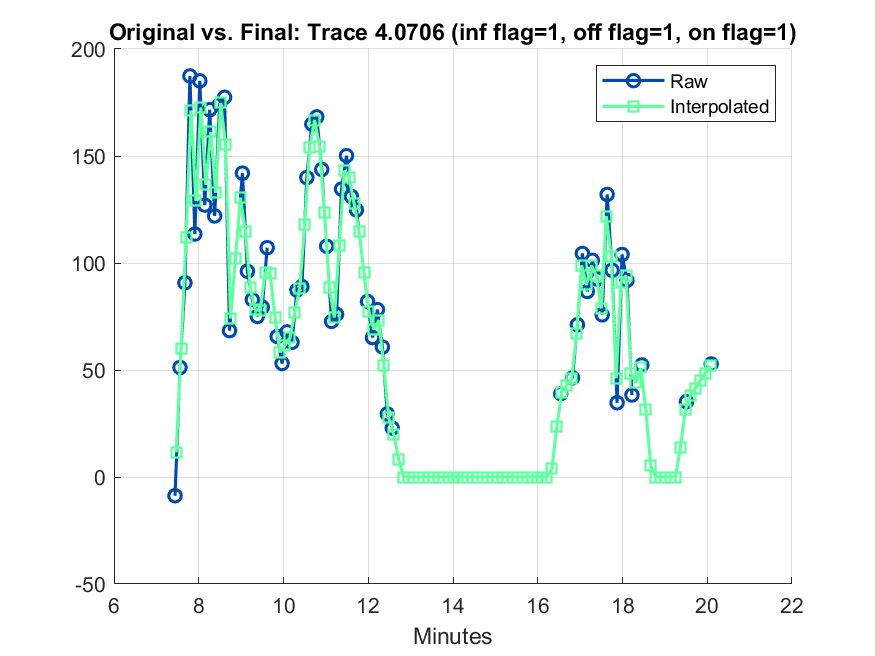 Original vs. Final: Trace 4.0706 (inf flag=1, off flag=1, on flag=1)
200
150
100
50
0
-50
Raw
Interpolated
6 8 10 12 14 16 18 20 22
Minutes